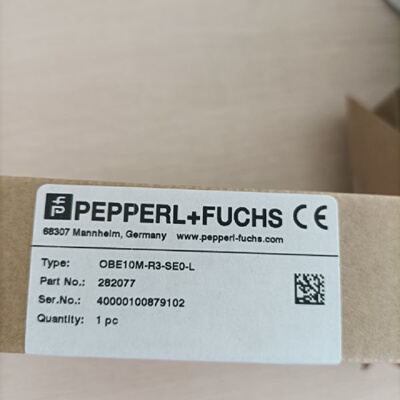 PEPPERL+FUCHS CE
68307 Mannheim, Germany www.pepperl-fuchs.com
Type: OBE10M-R3-SE0-L
Part No.: 282077
Ser.No.: 40000100879102
Quantity: 1 pc